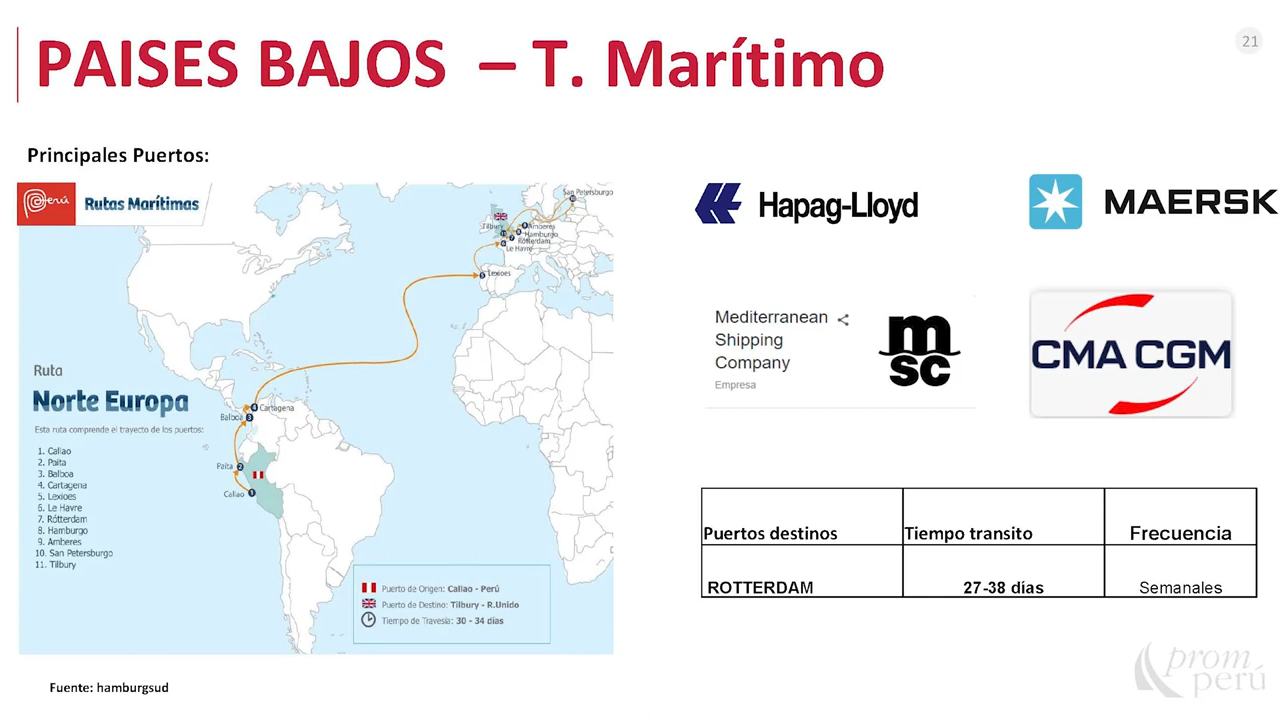 PAISES BAJOS – T. Marítimo
21
Principales Puertos:
Perú
Rutas Marítimas
San Petersburgo
Tilbury
Amberes
Hamburgo
Rotterdam
Le Havre
Lexioes
Cartagena
Balboa
Paita
Callao
Ruta
Norte Europa
Esta ruta comprende el trayecto de los puertos:
1. Callao
2. Paita
3. Balboa
4. Cartagena
5. Lexioes
6. Le Havre
7. Rótterdam
8. Hamburgo
9. Amberes
10. San Petersburgo
11. Tilbury
Puerto de Origen: Callao - Perú
Puerto de Destino: Tilbury - R.Unido
Tiempo de Travesía: 30 - 34 días
Fuente: hamburgsud
Hapag-Lloyd
MAERSK
Mediterranean
Shipping
Company
Empresa
msc
CMA CGM
Puertos destinos Tiempo transito Frecuencia
ROTTERDAM 27-38 días Semanales
prom
perú